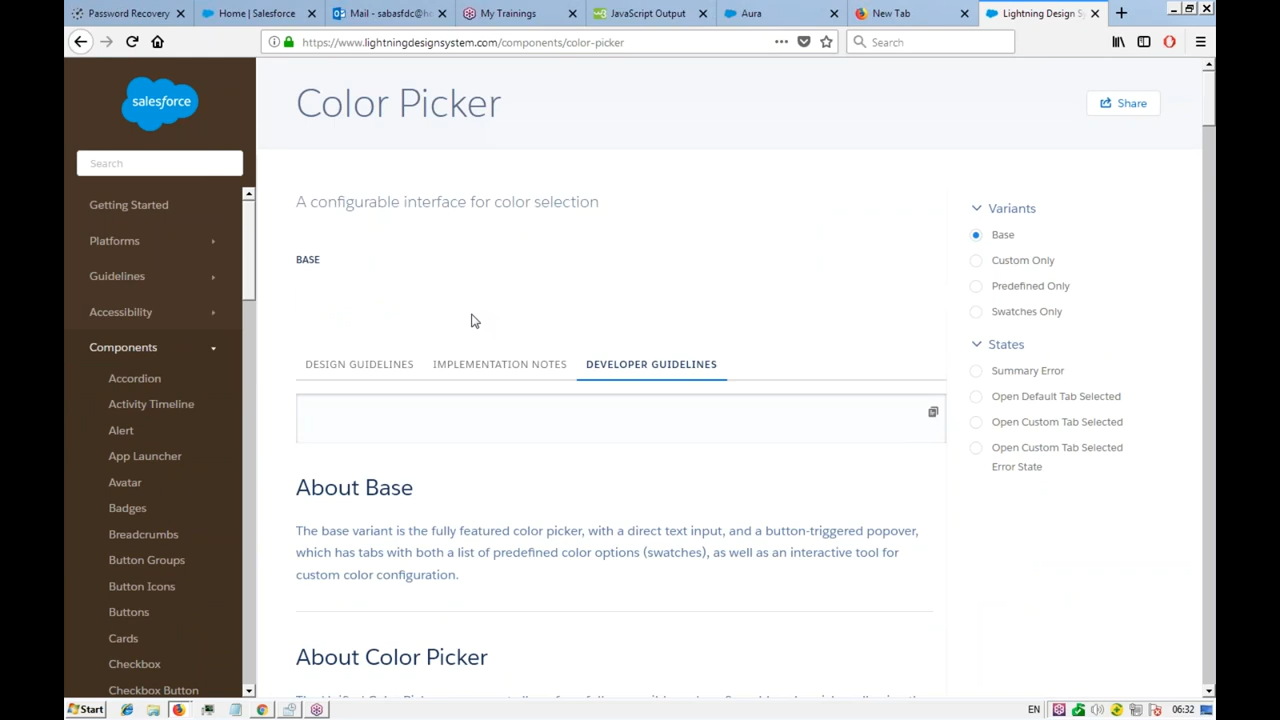 Password Recovery
Home | Salesforce
Mail - sabasfdc@h
My Trainings
JavaScript Output
Aura
New Tab
Lightning Design Sy
https://www.lightningdesignsystem.com/components/color-picker
Search
salesforce
Search
Getting Started
Platforms
Guidelines
Accessibility
Components
Accordion
Activity Timeline
Alert
App Launcher
Avatar
Badges
Breadcrumbs
Button Groups
Button Icons
Buttons
Cards
Checkbox
Checkbox Button
Color Picker
Share
A configurable interface for color selection
BASE
DESIGN GUIDELINES
IMPLEMENTATION NOTES
DEVELOPER GUIDELINES
About Base
The base variant is the fully featured color picker, with a direct text input, and a button-triggered popover,
which has tabs with both a list of predefined color options (swatches), as well as an interactive tool for
custom color configuration.
About Color Picker
Variants
Base
Custom Only
Predefined Only
Swatches Only
States
Summary Error
Open Default Tab Selected
Open Custom Tab Selected
Open Custom Tab Selected
Error State
Start
EN
06:32